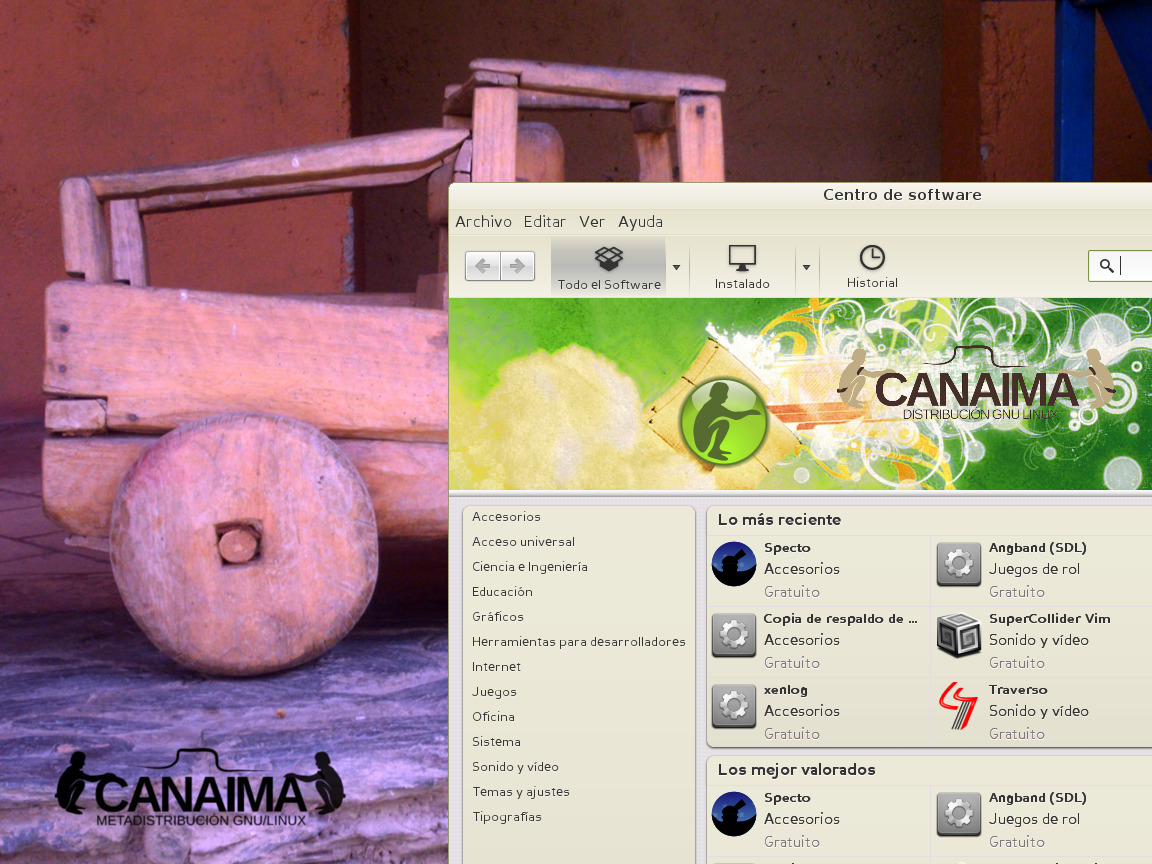 Centro de software
Archivo Editar Ver Ayuda
Todo el Software
Instalado
Historial
CANAIMA
DISTRIBUCIÓN GNU LINUX
Accesorios
Acceso universal
Ciencia e Ingeniería
Educación
Gráficos
Herramientas para desarrolladores
Internet
Juegos
Oficina
Sistema
Sonido y vídeo
Temas y ajustes
Tipografías
Lo más reciente
Specto
Accesorios
Gratuito
Angband (SDL)
Juegos de rol
Gratuito
Copia de respaldo de ...
Accesorios
Gratuito
SuperCollider Vim
Sonido y vídeo
Gratuito
xenlog
Accesorios
Gratuito
Traverso
Sonido y vídeo
Gratuito
Los mejor valorados
Specto
Accesorios
Gratuito
Angband (SDL)
Juegos de rol
Gratuito
CANAIMA
METADISTRIBUCIÓN GNU/LINUX